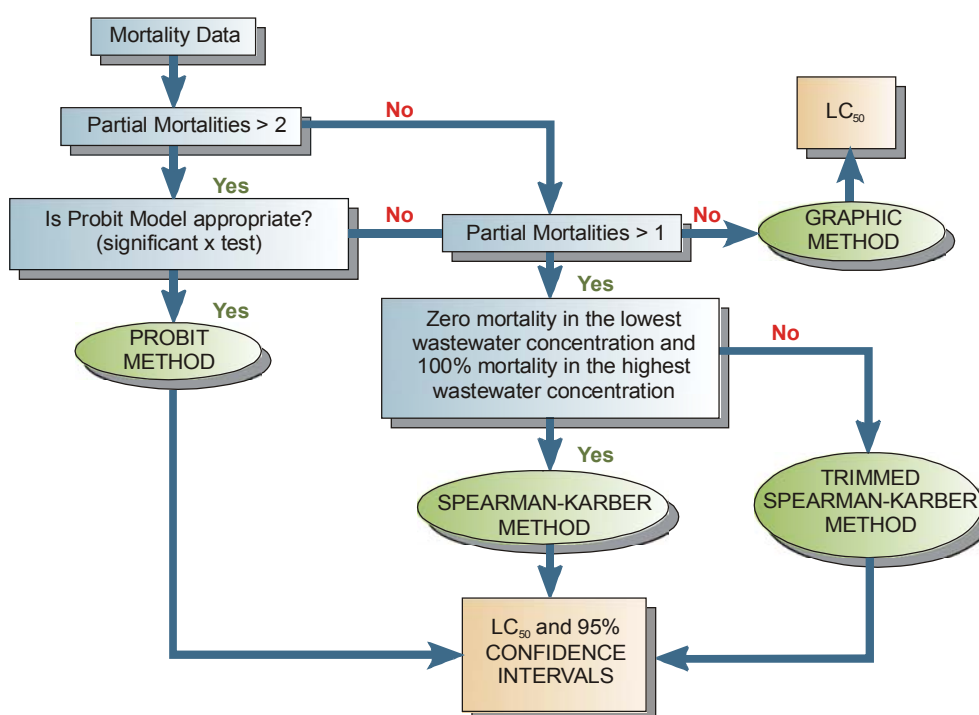 Mortality Data
Partial Mortalities > 2
No
Yes
Is Probit Model appropriate?
(significant x test)
No
Partial Mortalities > 1
No
GRAPHIC
METHOD
LC₅₀
Yes
PROBIT
METHOD
Yes
Zero mortality in the lowest
wastewater concentration and
100% mortality in the highest
wastewater concentration
No
Yes
SPEARMAN-KARBER
METHOD
TRIMMED
SPEARMAN-KARBER
METHOD
LC₅₀ and 95%
CONFIDENCE
INTERVALS